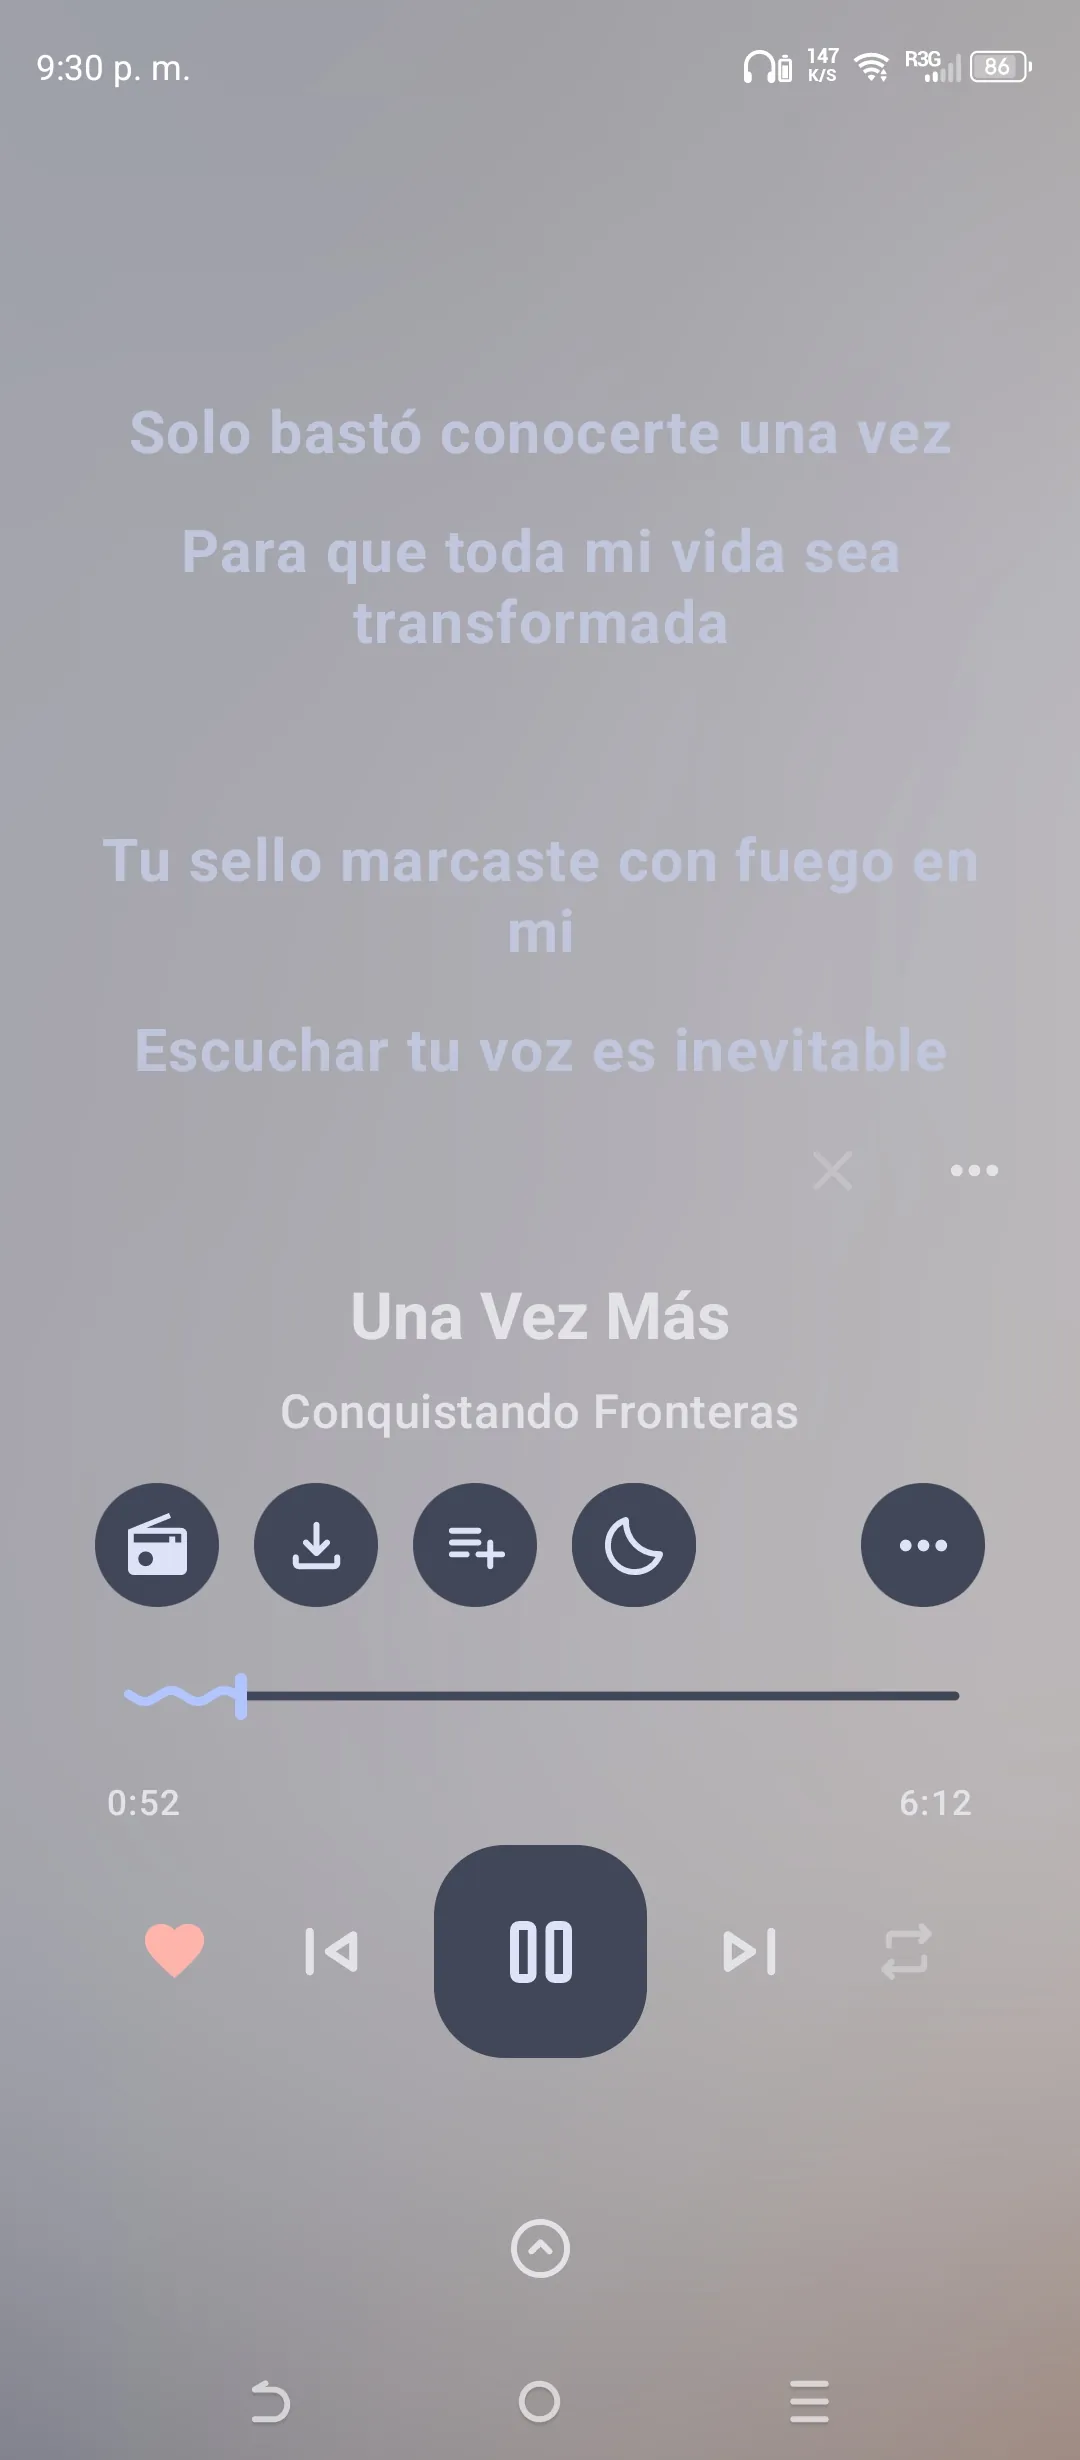 9:30 p. m.
147
K/S
R3G
86
Solo bastó conocerte una vez
Para que toda mi vida sea
transformada
Tu sello marcaste con fuego en
mi
Escuchar tu voz es inevitable
Una Vez Más
Conquistando Fronteras
0:52
6:12